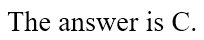 The answer is C.